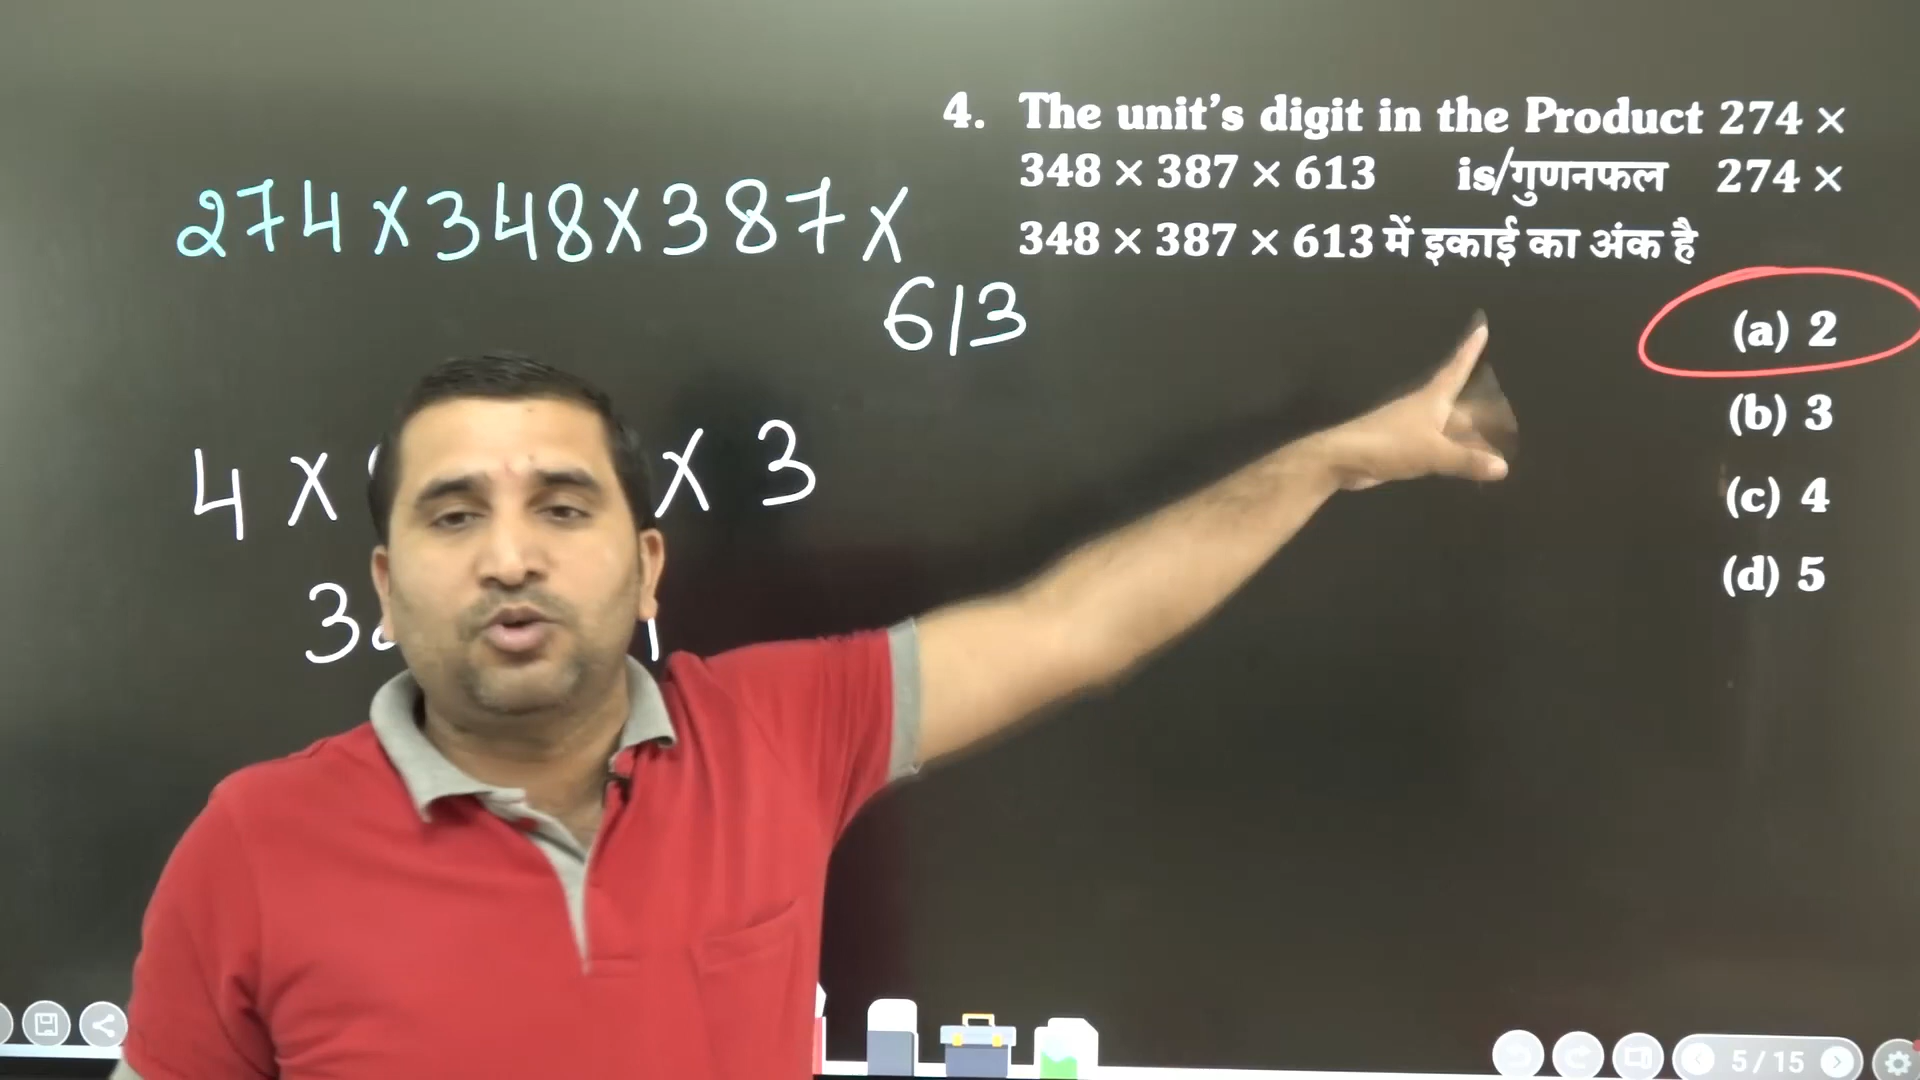 4. The unit's digit in the Product 274 ×
348 × 387 × 613 is/गुणनफल 274 ×
348 × 387 × 613 में इकाई का अंक है
(a) 2
(b) 3
(c) 4
(d) 5
274 × 348 × 387 ×
613
4 ×
× 3
5/15